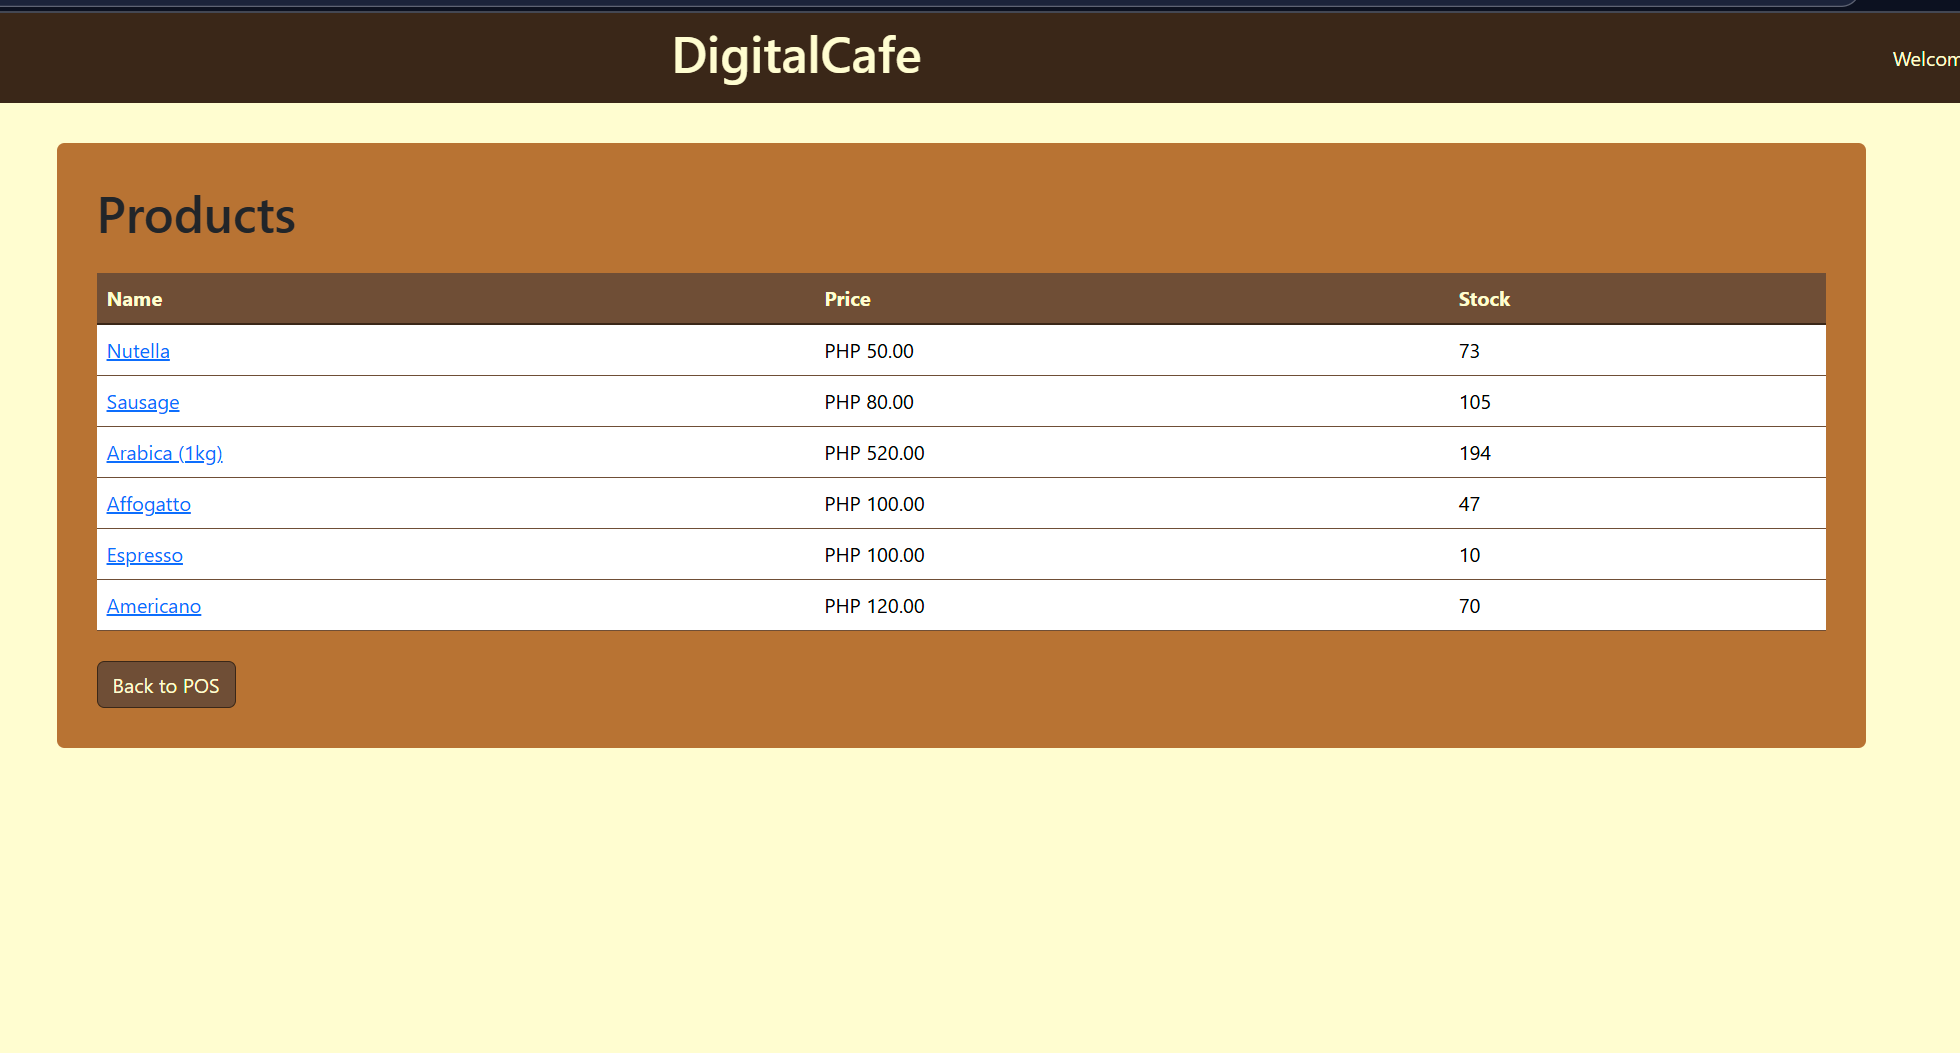 DigitalCafe
Products
Name Price Stock
Nutella PHP 50.00 73
Sausage PHP 80.00 105
Arabica (1kg) PHP 520.00 194
Affogatto PHP 100.00 47
Espresso PHP 100.00 10
Americano PHP 120.00 70
Back to POS